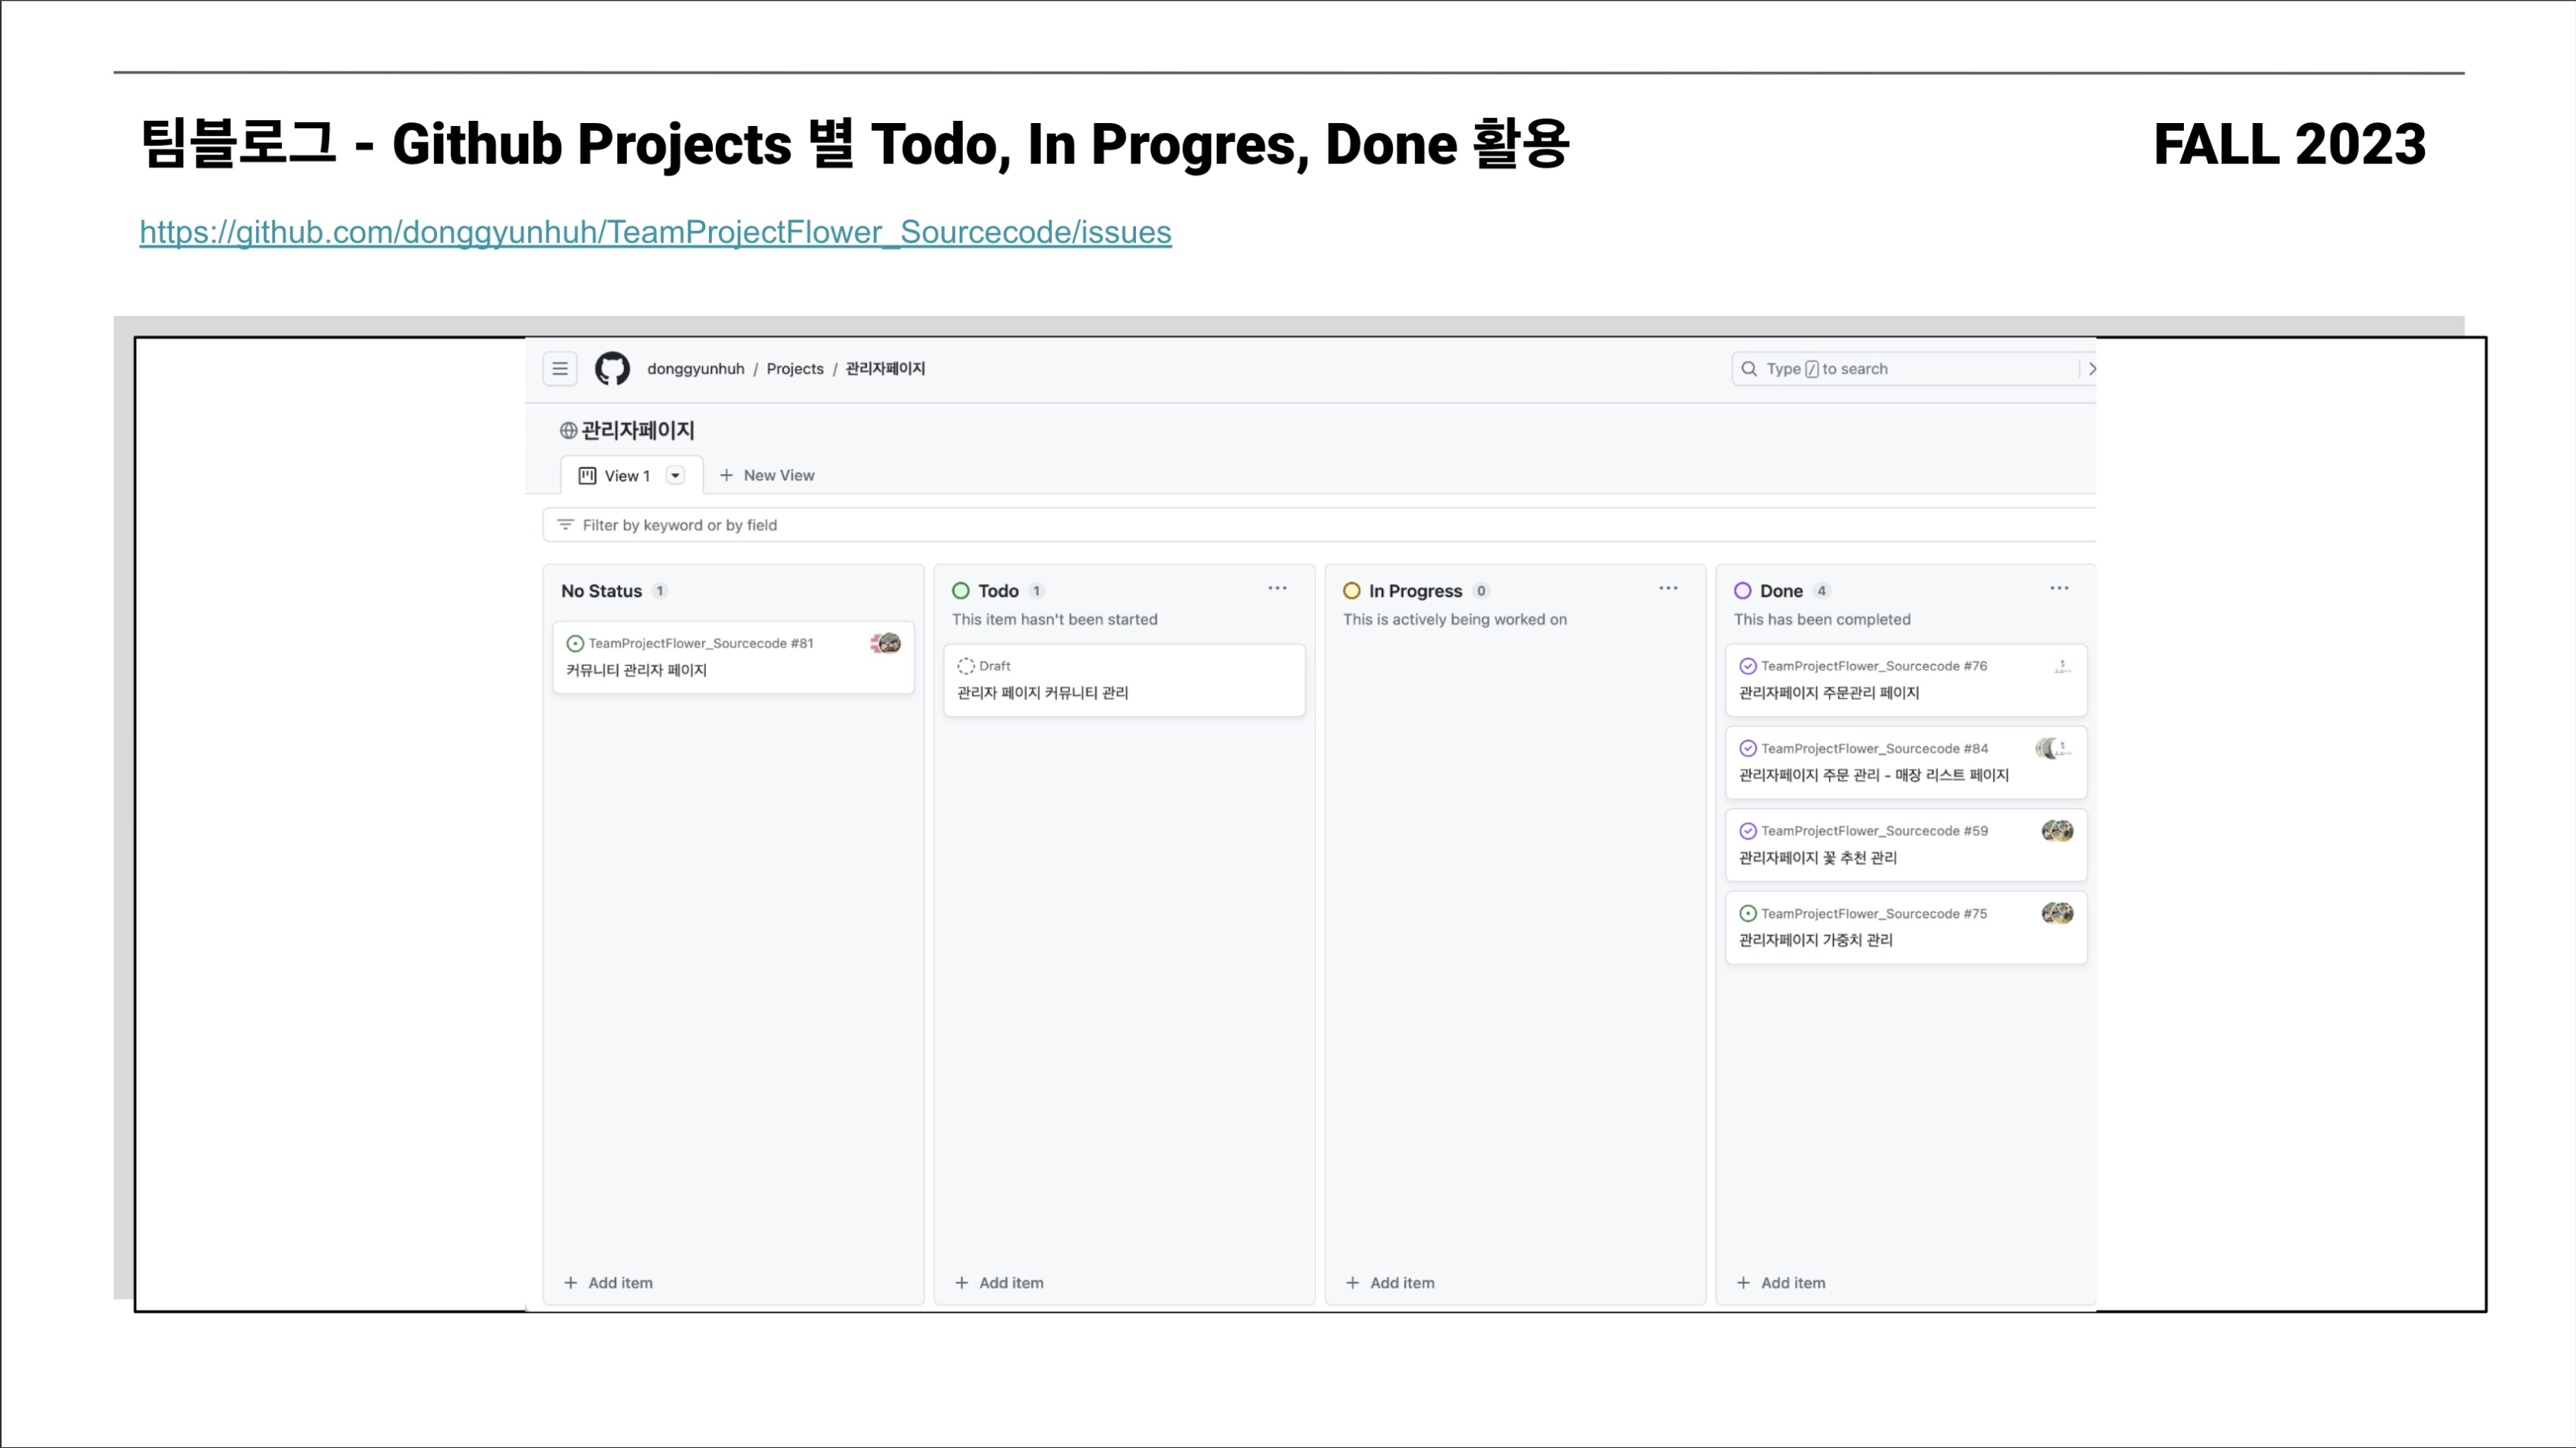 팀블로그 - Github Projects 별 Todo, In Progres, Done 활용
FALL 2023
https://github.com/donggyunhuh/TeamProjectFlower_Sourcecode/issues
donggyunhuh / Projects / 관리자페이지
Type / to search
관리자페이지
View 1
New View
Filter by keyword or by field
No Status 1
TeamProjectFlower_Sourcecode #81
커뮤니티 관리자 페이지
Add item
Todo 1
This item hasn't been started
Draft
관리자 페이지 커뮤니티 관리
Add item
In Progress 0
This is actively being worked on
Add item
Done 4
This has been completed
TeamProjectFlower_Sourcecode #76
관리자페이지 주문관리 페이지
TeamProjectFlower_Sourcecode #84
관리자페이지 주문 관리 - 매장 리스트 페이지
TeamProjectFlower_Sourcecode #59
관리자페이지 꽃 추천 관리
TeamProjectFlower_Sourcecode #75
관리자페이지 가중치 관리
Add item